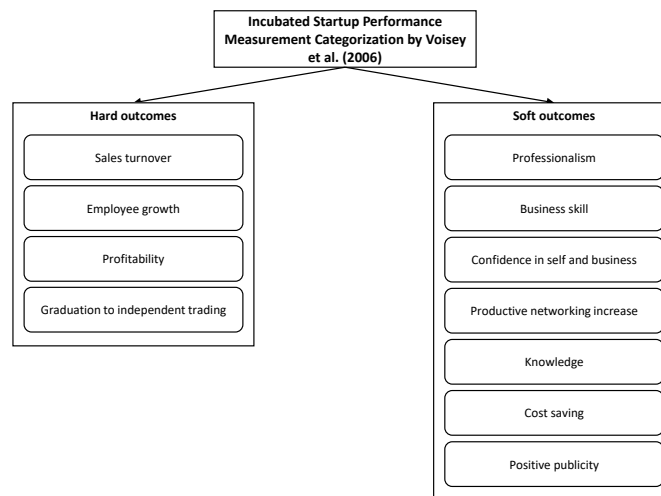 Incubated Startup Performance
Measurement Categorization by Voisey
et al. (2006)
Hard outcomes
Sales turnover
Employee growth
Profitability
Graduation to independent trading
Soft outcomes
Professionalism
Business skill
Confidence in self and business
Productive networking increase
Knowledge
Cost saving
Positive publicity